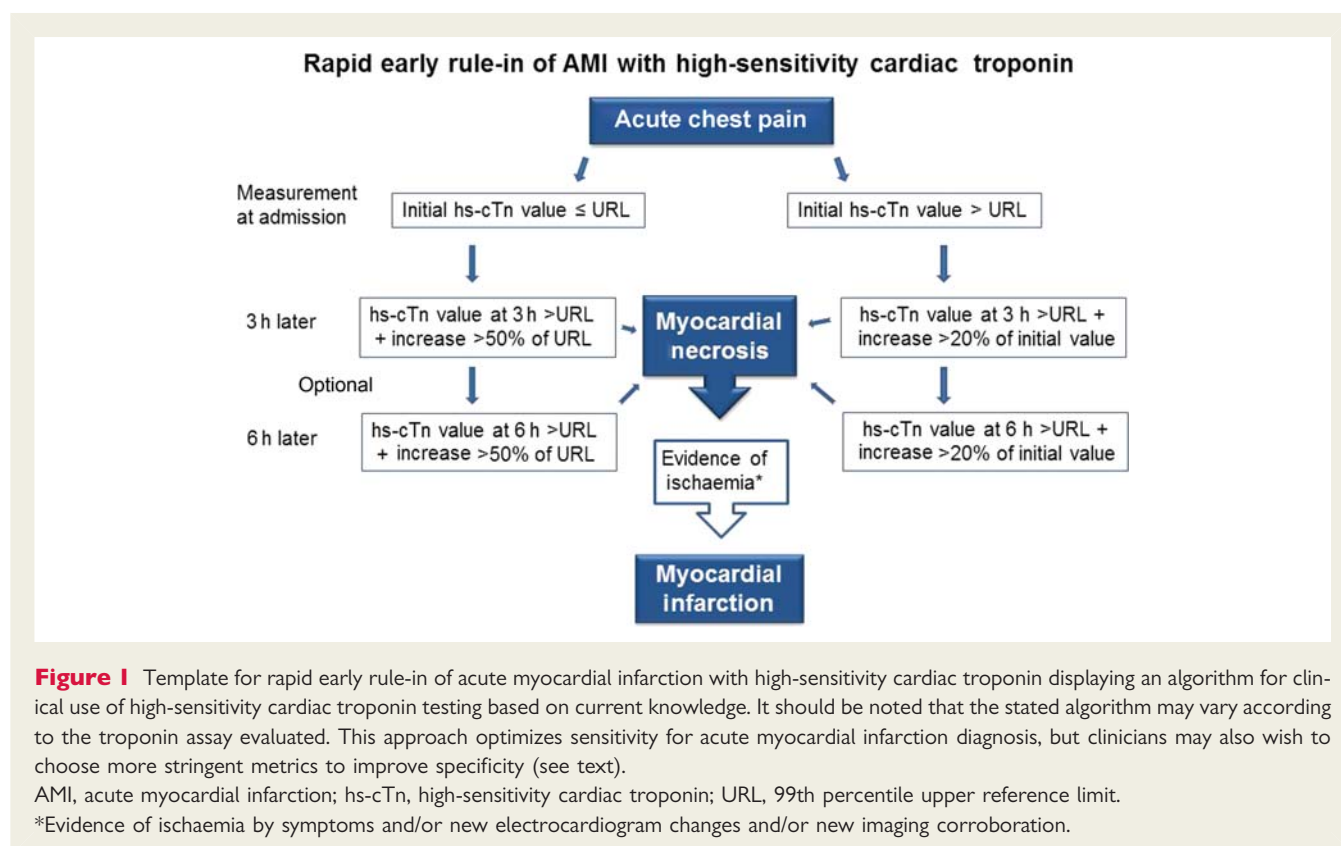 Rapid early rule-in of AMI with high-sensitivity cardiac troponin
Acute chest pain
Measurement
at admission
Initial hs-cTn value ≤ URL
Initial hs-cTn value > URL
3 h later
hs-cTn value at 3 h >URL
+ increase >50% of URL
Myocardial
necrosis
hs-cTn value at 3 h >URL +
increase >20% of initial value
Optional
6 h later
hs-cTn value at 6 h >URL
+ increase >50% of URL
hs-cTn value at 6 h >URL +
increase >20% of initial value
Evidence of
ischaemia*
Myocardial
infarction
Figure 1 Template for rapid early rule-in of acute myocardial infarction with high-sensitivity cardiac troponin displaying an algorithm for clin-
ical use of high-sensitivity cardiac troponin testing based on current knowledge. It should be noted that the stated algorithm may vary according
to the troponin assay evaluated. This approach optimizes sensitivity for acute myocardial infarction diagnosis, but clinicians may also wish to
choose more stringent metrics to improve specificity (see text).
AMI, acute myocardial infarction; hs-cTn, high-sensitivity cardiac troponin; URL, 99th percentile upper reference limit.
*Evidence of ischaemia by symptoms and/or new electrocardiogram changes and/or new imaging corroboration.